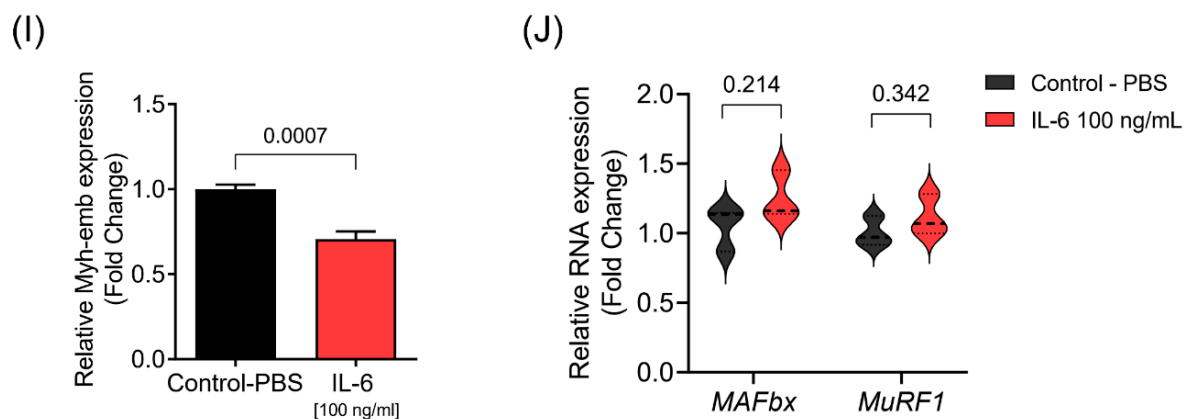 (I)
Relative Myh-emb expression
(Fold Change)
1.5
1.0
0.5
0.0
0.0007
Control-PBS
IL-6
[100 ng/ml]
(J)
Relative RNA expression
(Fold Change)
2.0
1.5
1.0
0.5
0.0
0.214
0.342
MAFbx
MuRF1
Control - PBS
IL-6 100 ng/mL